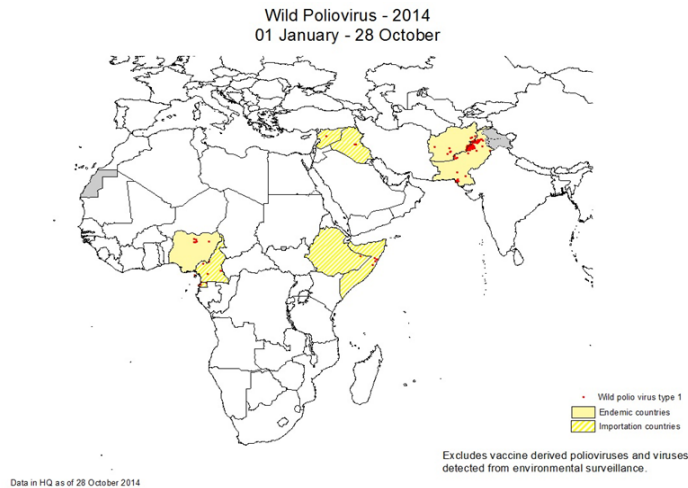 Wild Poliovirus - 2014
01 January - 28 October
Wild polio virus type 1
Endemic countries
Importation countries
Excludes vaccine derived polioviruses and viruses
detected from environmental surveillance.
Data in HQ as of 28 October 2014